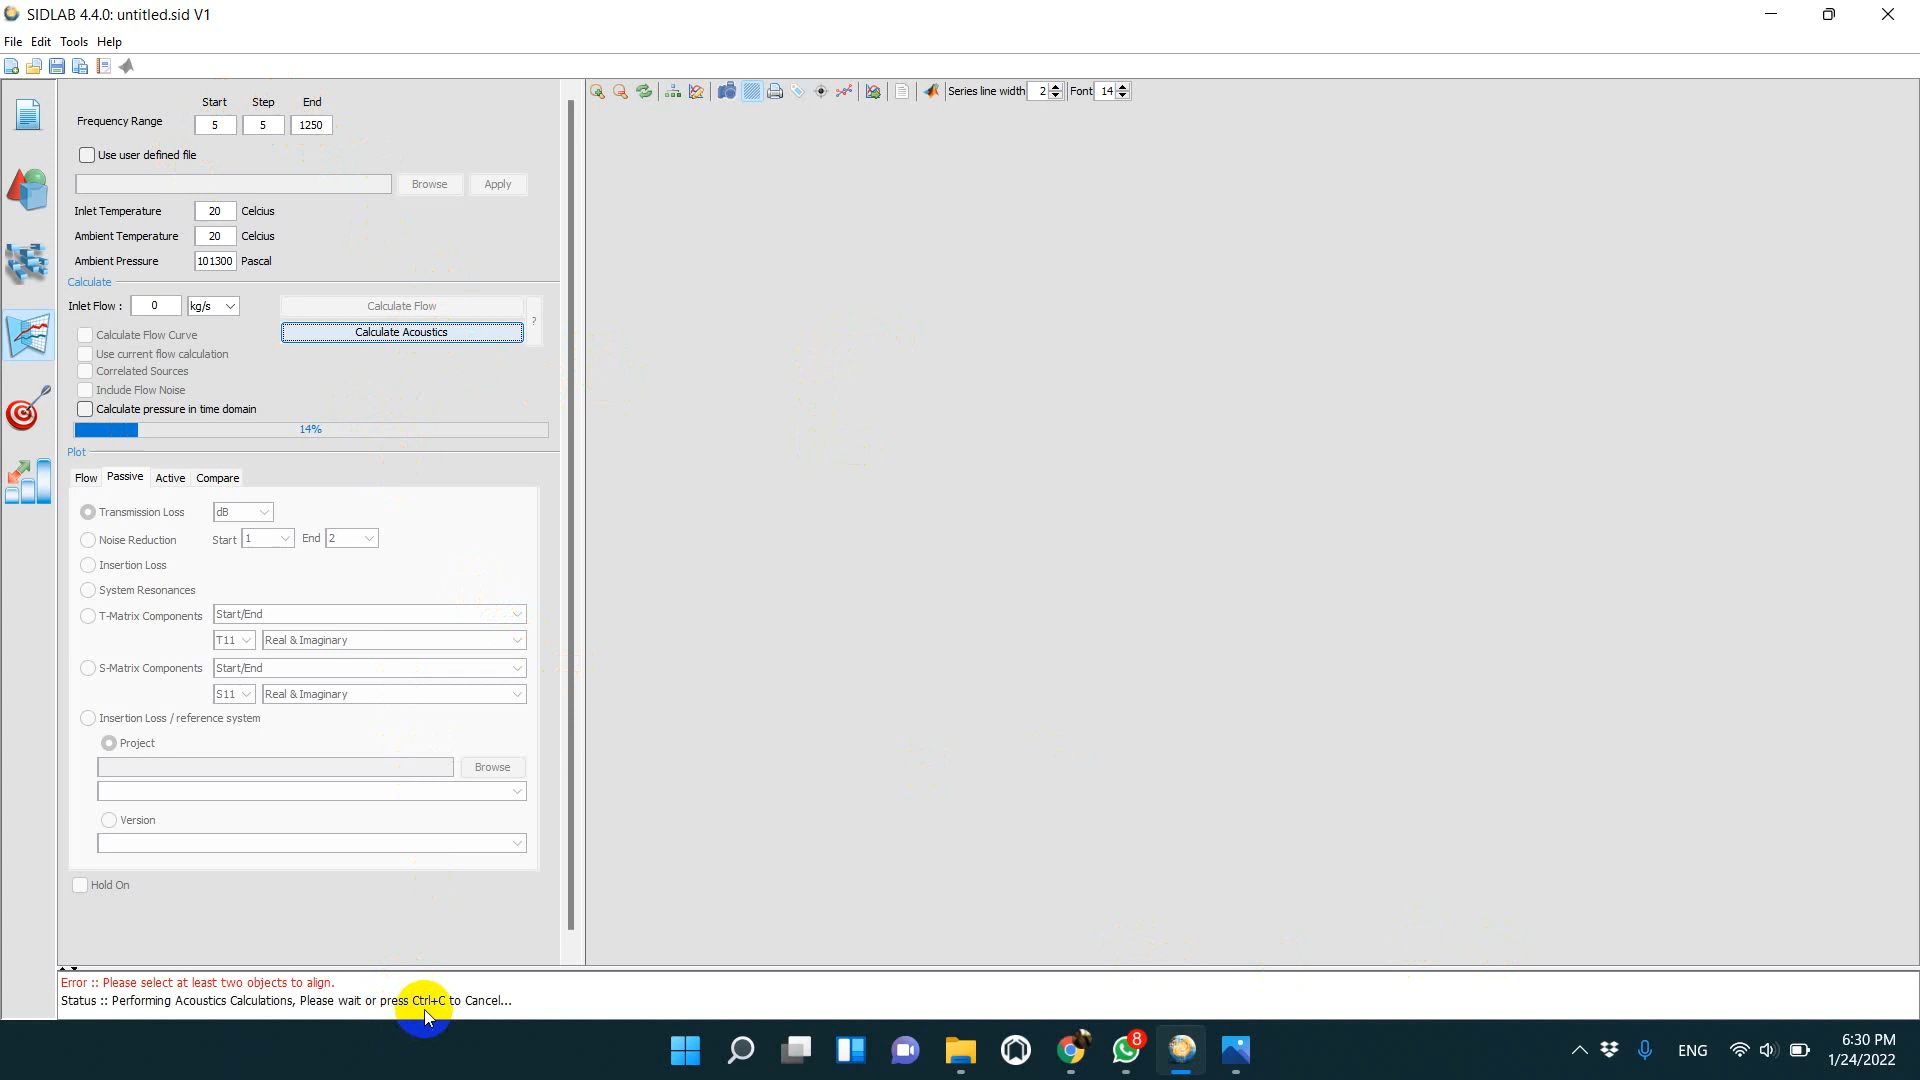 SIDLAB 4.4.0: untitled.sid V1
File Edit Tools Help
Start Step End
Frequency Range 5 5 1250
Use user defined file
Browse Apply
Inlet Temperature 20 Celcius
Ambient Temperature 20 Celcius
Ambient Pressure 101300 Pascal
Calculate
Inlet Flow : 0 kg/s Calculate Flow
?
Calculate Acoustics
Calculate Flow Curve
Use current flow calculation
Correlated Sources
Include Flow Noise
Calculate pressure in time domain
14%
Plot
Flow Passive Active Compare
Transmission Loss dB
Noise Reduction Start 1 End 2
Insertion Loss
System Resonances
T-Matrix Components Start/End
T11 Real & Imaginary
S-Matrix Components Start/End
S11 Real & Imaginary
Insertion Loss / reference system
Project
Browse
Version
Hold On
Series line width 2 Font 14
Error :: Please select at least two objects to align.
Status :: Performing Acoustics Calculations, Please wait or press Ctrl+C to Cancel...
8
ENG
6:30 PM
1/24/2022